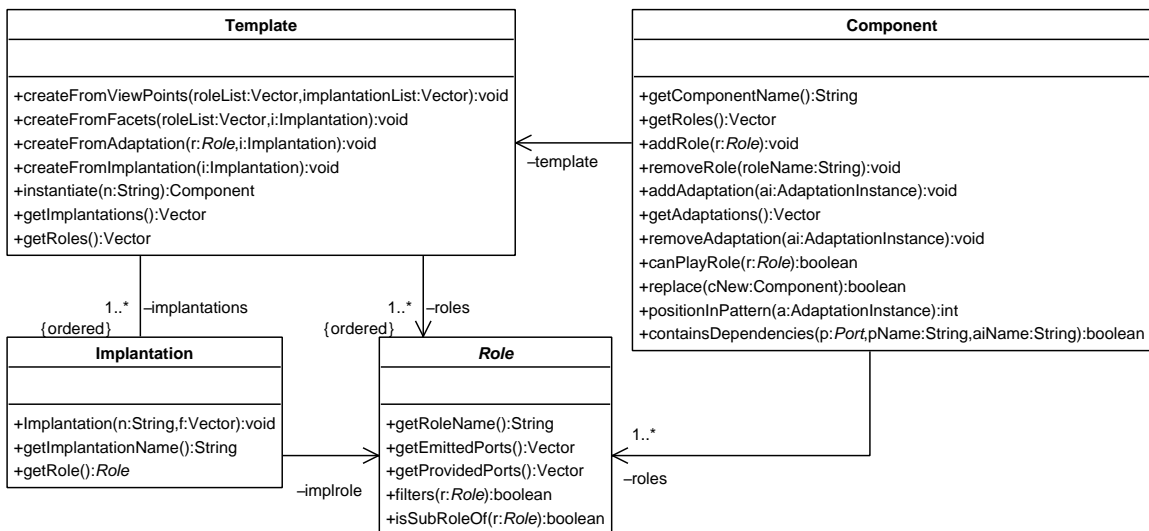 Template
+createFromViewPoints(roleList:Vector,implantationList:Vector):void
+createFromFacets(roleList:Vector,i:Implantation):void
+createFromAdaptation(r:Role,i:Implantation):void
+createFromImplantation(i:Implantation):void
+instantiate(n:String):Component
+getImplantations():Vector
+getRoles():Vector
Component
+getComponentName():String
+getRoles():Vector
+addRole(r:Role):void
+removeRole(roleName:String):void
+addAdaptation(ai:AdaptationInstance):void
+getAdaptations():Vector
+removeAdaptation(ai:AdaptationInstance):void
+canPlayRole(r:Role):boolean
+replace(cNew:Component):boolean
+positionInPattern(a:AdaptationInstance):int
+containsDependencies(p:Port,pName:String,aiName:String):boolean
–template
1..*
–implantations
{ordered}
1..*
–roles
{ordered}
Implantation
+Implantation(n:String,f:Vector):void
+getImplantationName():String
+getRole():Role
–implrole
Role
+getRoleName():String
+getEmittedPorts():Vector
+getProvidedPorts():Vector
+filters(r:Role):boolean
+isSubRoleOf(r:Role):boolean
1..*
–roles